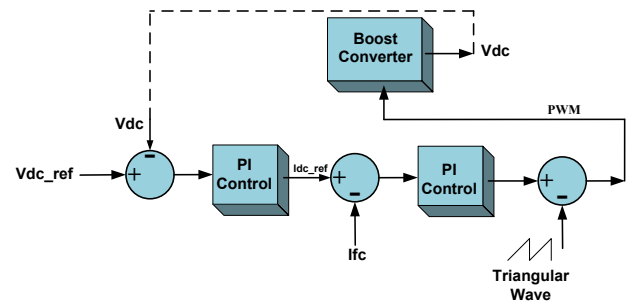 Boost
Converter
Vdc
PWM
Vdc
-
Vdc_ref
+
PI
Control
Idc_ref
+
-
PI
Control
+
-
Ifc
Triangular
Wave